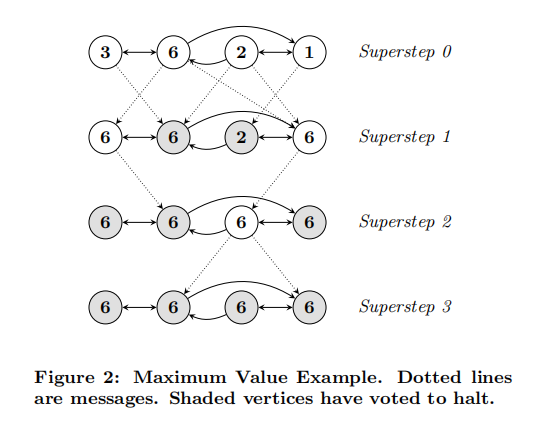 3 6 2 1 Superstep 0
6 6 2 6 Superstep 1
6 6 6 6 Superstep 2
6 6 6 6 Superstep 3
Figure 2: Maximum Value Example. Dotted lines
are messages. Shaded vertices have voted to halt.